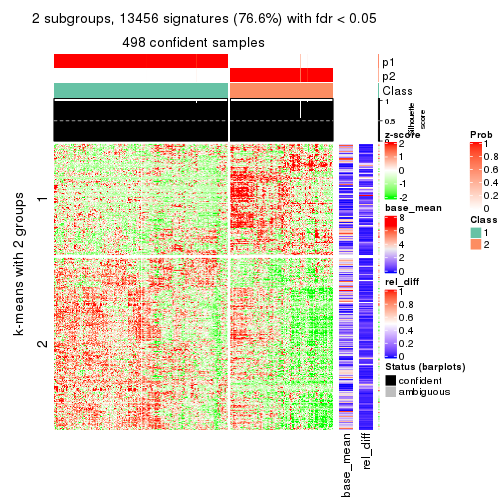 2 subgroups, 13456 signatures (76.6%) with fdr < 0.05
498 confident samples
p1
p2
Class
1
0.5
0
Silhouette
score
k-means with 2 groups
1
2
base_mean
rel_diff
z-score
2
1
0
-1
-2
base_mean
8
6
4
2
0
rel_diff
1
0.8
0.6
0.4
0.2
0
Status (barplots)
confident
ambiguous
Prob
1
0.8
0.6
0.4
0.2
0
Class
1
2